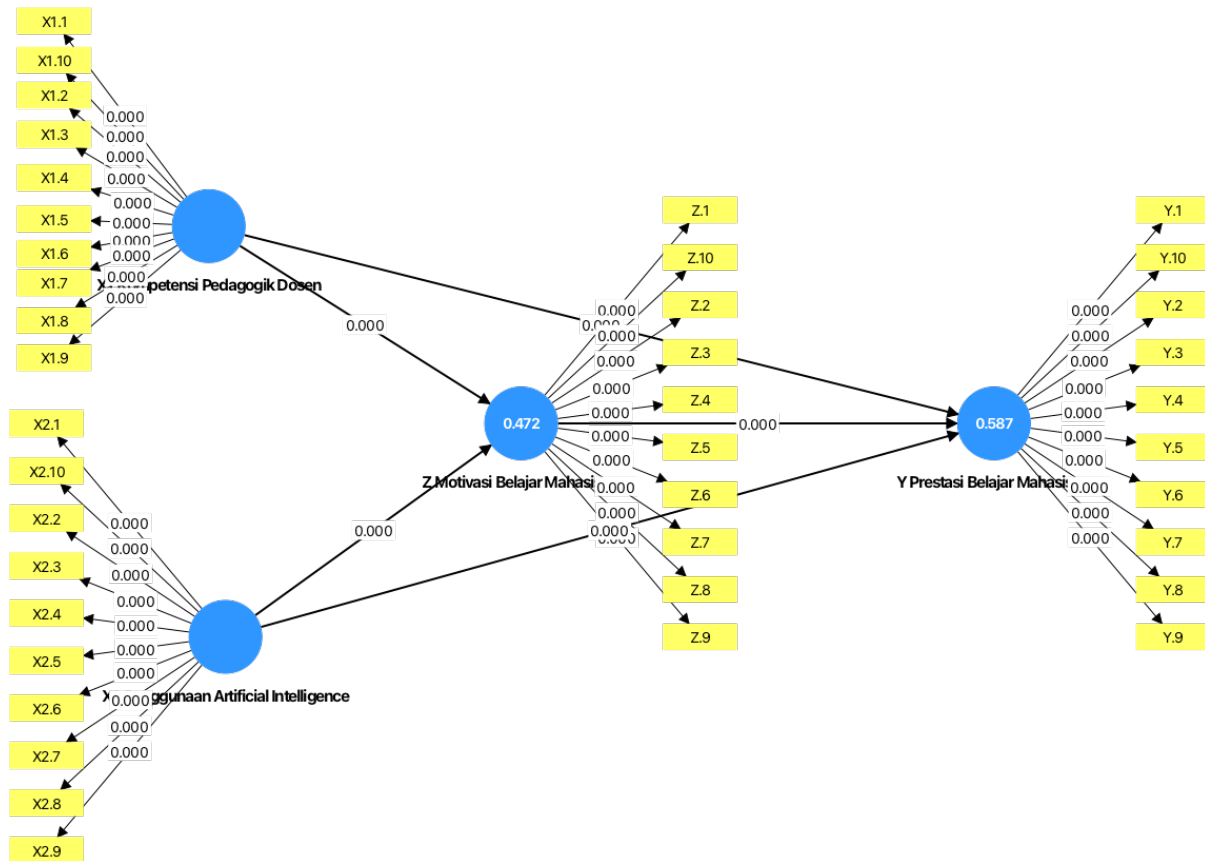 X1.1
X1.10
X1.2
X1.3
X1.4
X1.5
X1.6
X1.7
X1.8
X1.9
0.000
0.000
0.000
0.000
0.000
0.000
0.000
0.000
0.000
0.000
Pedagogik Dosen
0.000
0.000
X2.1
X2.10
X2.2
X2.3
X2.4
X2.5
X2.6
X2.7
X2.8
X2.9
0.000
0.000
0.000
0.000
0.000
0.000
0.000
0.000
0.000
0.000
Artificial Intelligence
0.000
0.000
0.472
Z Motivasi Belajar Mahasi
Z.1
Z.10
Z.2
Z.3
Z.4
Z.5
Z.6
Z.7
Z.8
Z.9
0.000
0.000
0.000
0.000
0.000
0.000
0.000
0.000
0.000
0.000
0.000
0.587
Y Prestasi Belajar Mahasis
Y.1
Y.10
Y.2
Y.3
Y.4
Y.5
Y.6
Y.7
Y.8
Y.9
0.000
0.000
0.000
0.000
0.000
0.000
0.000
0.000
0.000
0.000